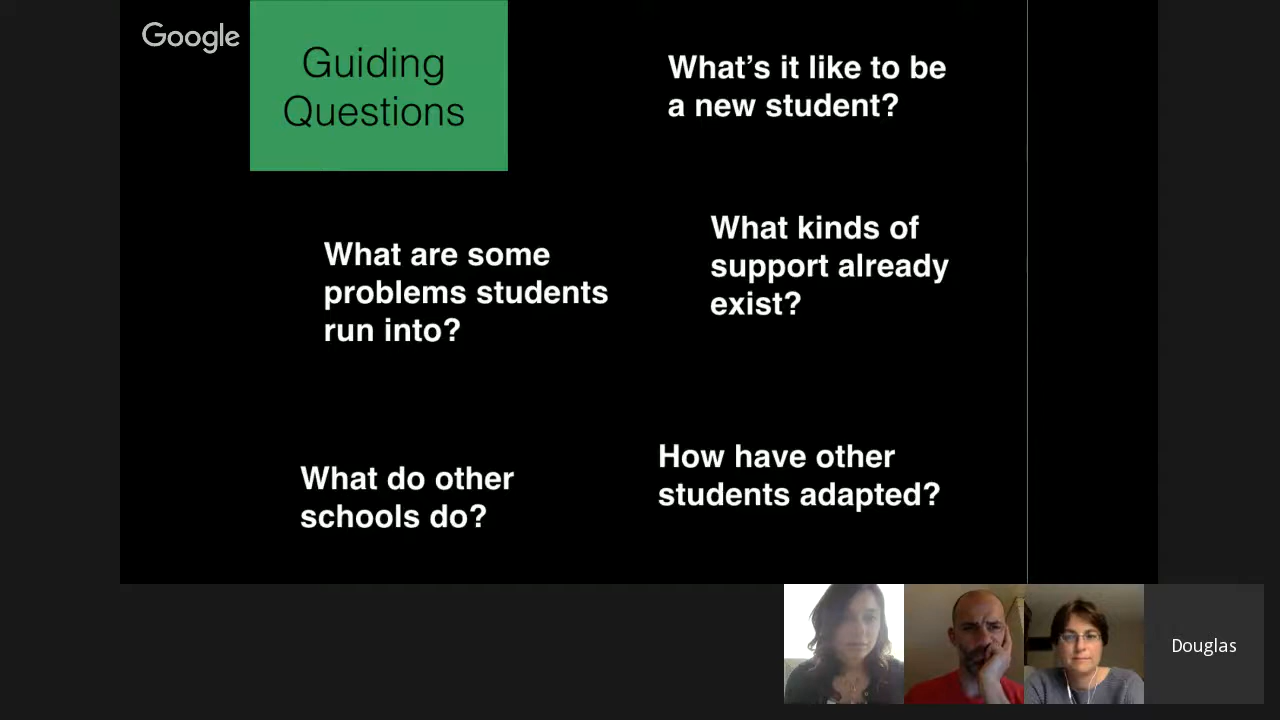 Google
Guiding
Questions
What's it like to be
a new student?
What are some
problems students
run into?
What kinds of
support already
exist?
What do other
schools do?
How have other
students adapted?
Douglas